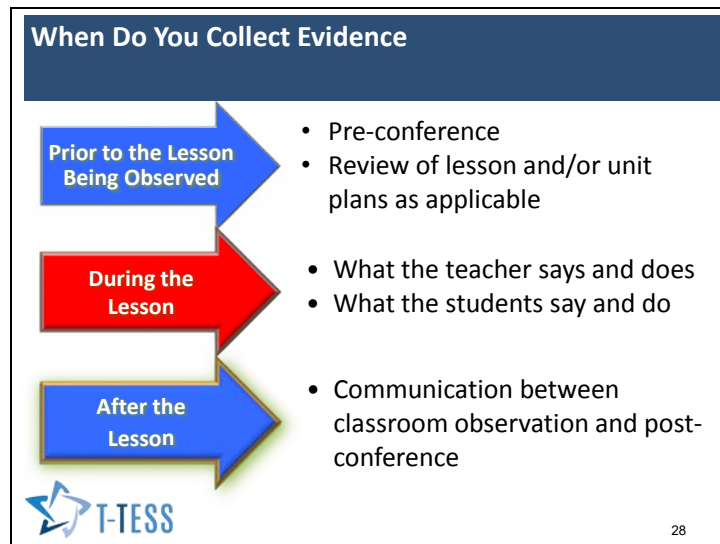 When Do You Collect Evidence
Prior to the Lesson
Being Observed
• Pre-conference
• Review of lesson and/or unit
plans as applicable
During the
Lesson
• What the teacher says and does
• What the students say and do
After the
Lesson
• Communication between
classroom observation and post-
conference
T-TESS
28